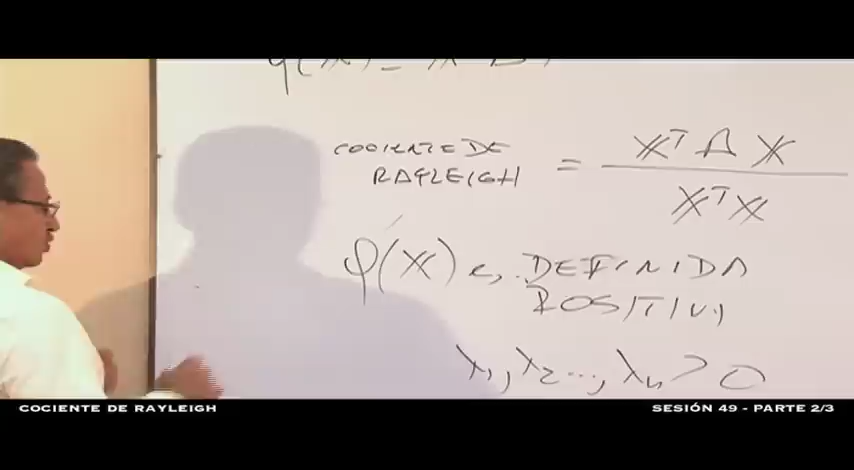 COCIENTE DE
RAYLEIGH = XᵀAX / XᵀX
φ(X) es DEFINIDA
POSITIVA
λ₁, λ₂ ..., λₙ > 0
COCIENTE DE RAYLEIGH
SESIÓN 49 - PARTE 2/3